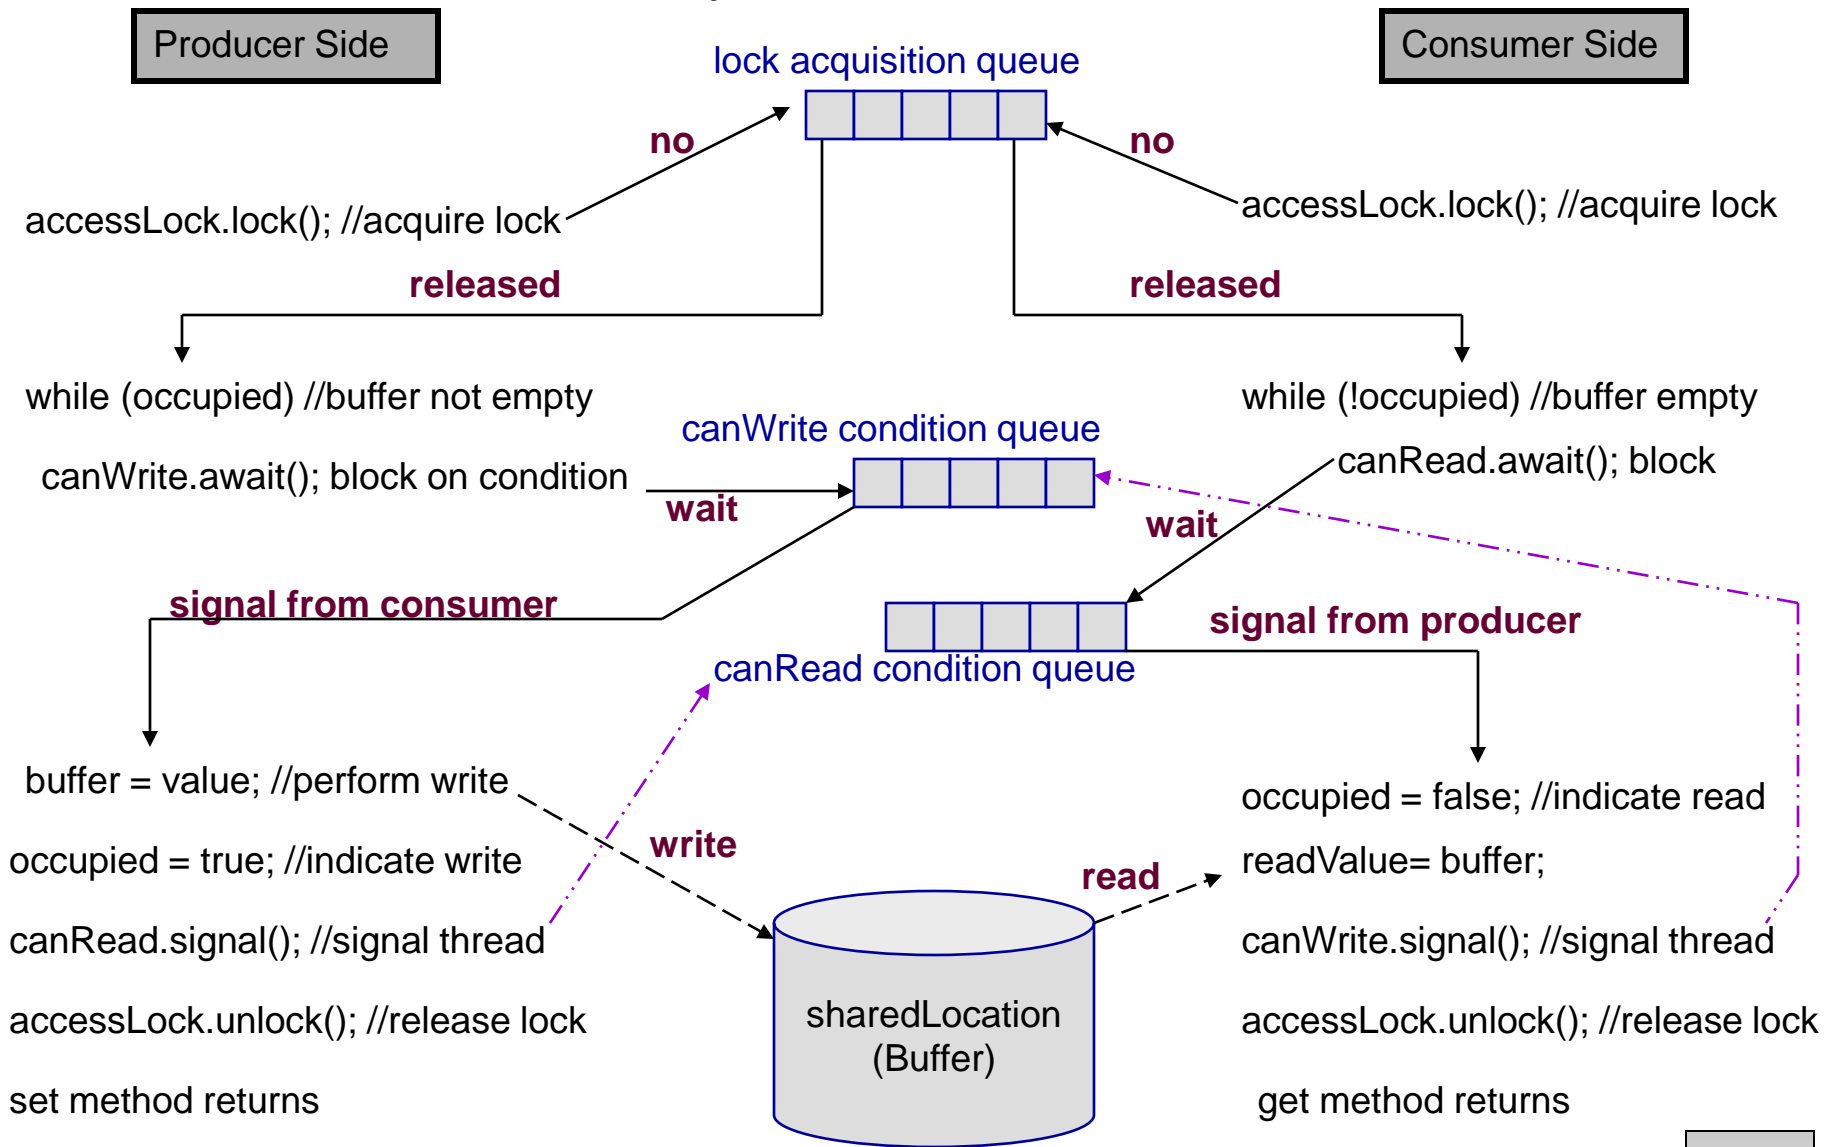 Producer Side
Consumer Side
lock acquisition queue
no
no
accessLock.lock(); //acquire lock
accessLock.lock(); //acquire lock
released
released
while (occupied) //buffer not empty
while (!occupied) //buffer empty
canWrite condition queue
canWrite.await(); block on condition
canRead.await(); block
wait
wait
signal from consumer
signal from producer
canRead condition queue
buffer = value; //perform write
occupied = false; //indicate read
write
occupied = true; //indicate write
readValue= buffer;
read
canRead.signal(); //signal thread
canWrite.signal(); //signal thread
sharedLocation
(Buffer)
accessLock.unlock(); //release lock
accessLock.unlock(); //release lock
set method returns
get method returns